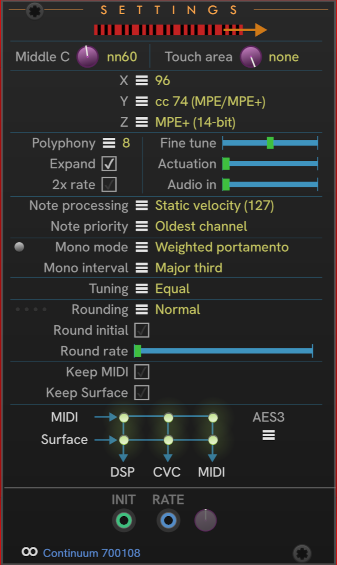 SETTINGS
Middle C nn60 Touch area none
X 96
Y cc 74 (MPE/MPE+)
Z MPE+ (14-bit)
Polyphony 8 Fine tune
Expand Actuation
2x rate Audio in
Note processing Static velocity (127)
Note priority Oldest channel
Mono mode Weighted portamento
Mono interval Major third
Tuning Equal
Rounding Normal
Round initial
Round rate
Keep MIDI
Keep Surface
MIDI AES3
Surface
DSP CVC MIDI
INIT RATE
Continuum 700108